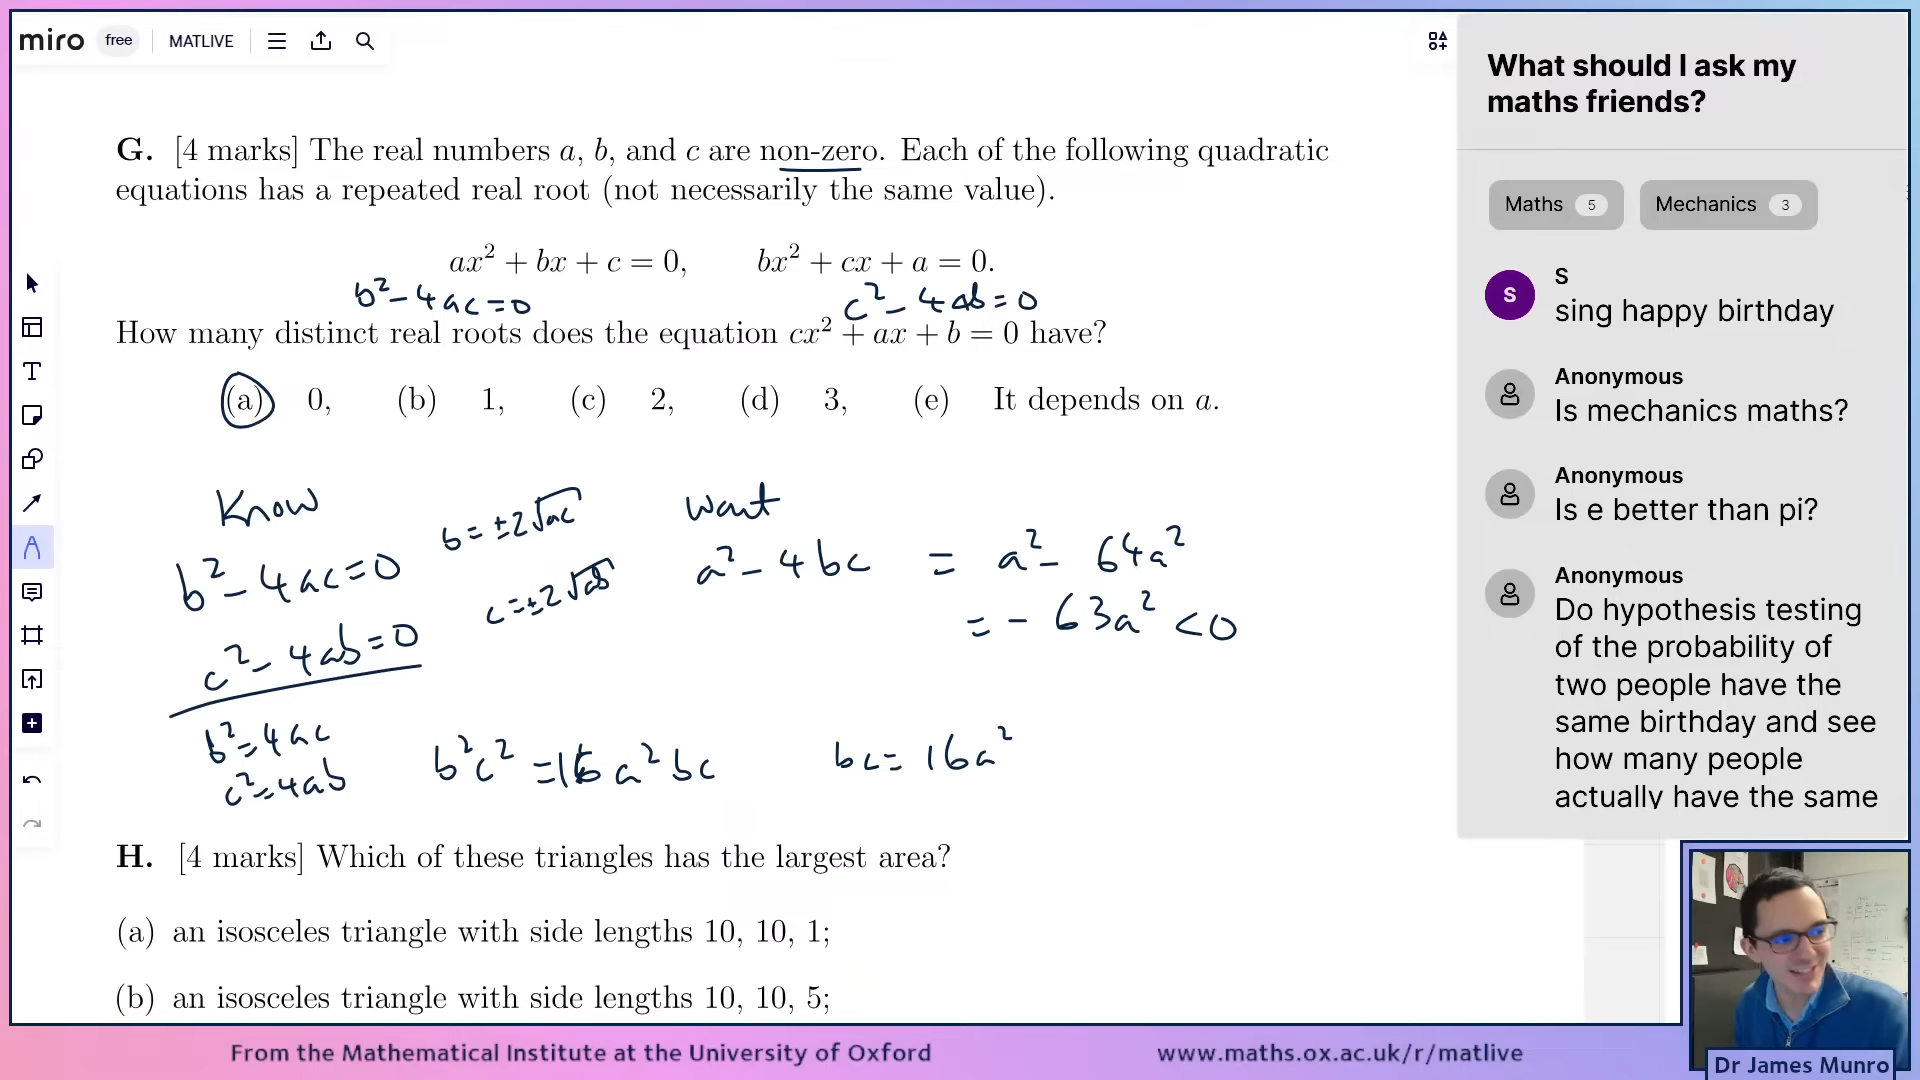 miro free MATLIVE
G. [4 marks] The real numbers a, b, and c are non-zero. Each of the following quadratic
equations has a repeated real root (not necessarily the same value).
ax² + bx + c = 0, bx² + cx + a = 0.
b² - 4ac = 0 c² - 4ab = 0
How many distinct real roots does the equation cx² + ax + b = 0 have?
(a) 0, (b) 1, (c) 2, (d) 3, (e) It depends on a.
Know
b² - 4ac = 0
c² - 4ab = 0
b² = 4ac
c² = 4ab
b = ±2√ac
c = ±2√ab
Want
a² - 4bc = a² - 64a²
= - 63a² < 0
b²c² = 16a²bc
bc = 16a²
H. [4 marks] Which of these triangles has the largest area?
(a) an isosceles triangle with side lengths 10, 10, 1;
(b) an isosceles triangle with side lengths 10, 10, 5;
What should I ask my
maths friends?
Maths 5 Mechanics 3
S
S
sing happy birthday
Anonymous
Is mechanics maths?
Anonymous
Is e better than pi?
Anonymous
Do hypothesis testing
of the probability of
two people have the
same birthday and see
how many people
actually have the same
From the Mathematical Institute at the University of Oxford
www.maths.ox.ac.uk/r/matlive
Dr James Munro